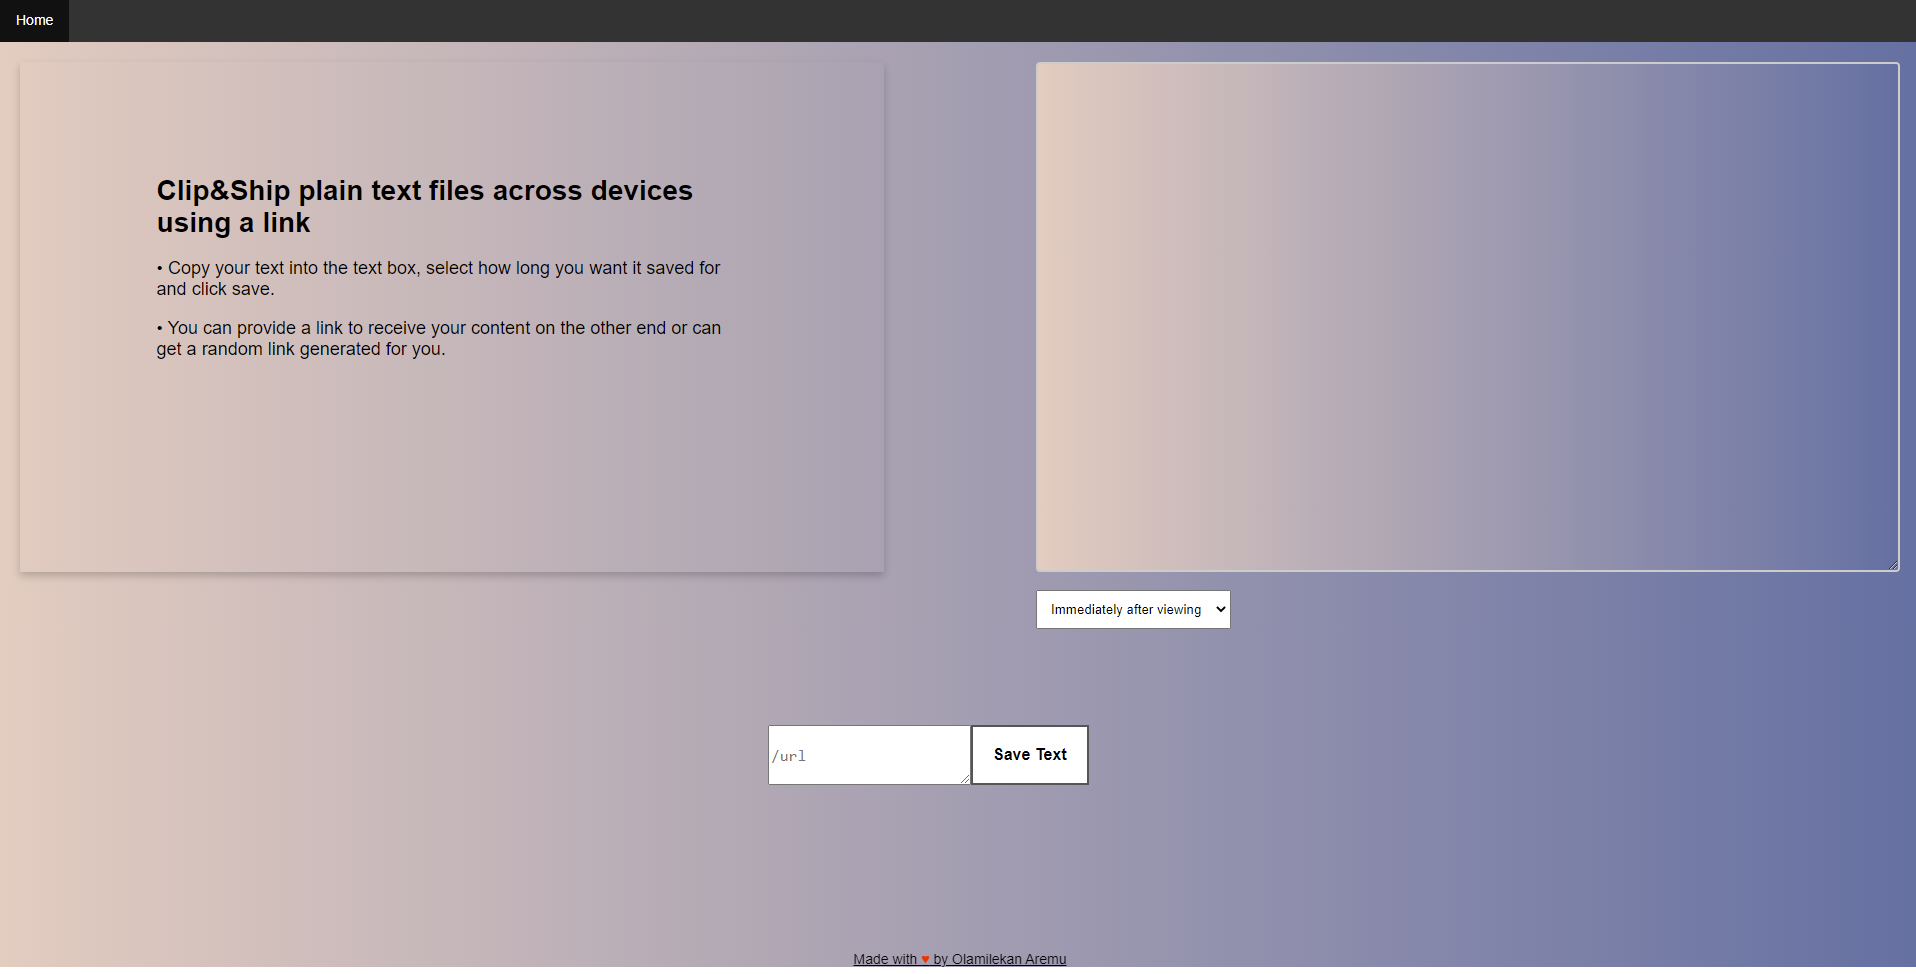 Home
Clip&Ship plain text files across devices
using a link
• Copy your text into the text box, select how long you want it saved for
and click save.
• You can provide a link to receive your content on the other end or can
get a random link generated for you.
Immediately after viewing
/url
Save Text
Made with ♥ by Olamilekan Aremu